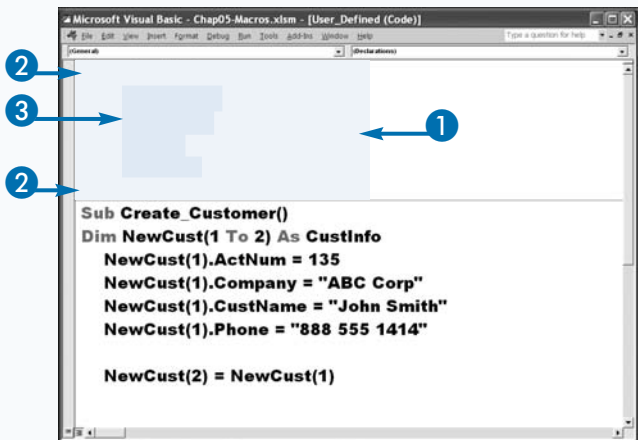 Microsoft Visual Basic - Chap05-Macros.xlsm - [User_Defined (Code)]
File Edit View Insert Format Debug Run Tools Add-Ins Window Help Type a question for help
(General) (Declarations)
2
3
1
2
Sub Create_Customer()
Dim NewCust(1 To 2) As CustInfo
NewCust(1).ActNum = 135
NewCust(1).Company = "ABC Corp"
NewCust(1).CustName = "John Smith"
NewCust(1).Phone = "888 555 1414"
NewCust(2) = NewCust(1)